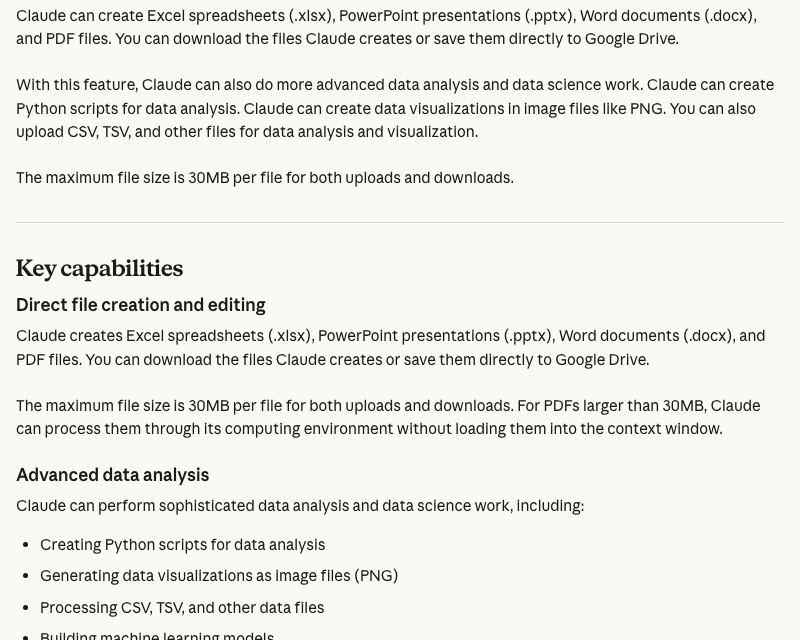 Claude can create Excel spreadsheets (.xlsx), PowerPoint presentations (.pptx), Word documents (.docx),
and PDF files. You can download the files Claude creates or save them directly to Google Drive.
With this feature, Claude can also do more advanced data analysis and data science work. Claude can create
Python scripts for data analysis. Claude can create data visualizations in image files like PNG. You can also
upload CSV, TSV, and other files for data analysis and visualization.
The maximum file size is 30MB per file for both uploads and downloads.
Key capabilities
Direct file creation and editing
Claude creates Excel spreadsheets (.xlsx), PowerPoint presentations (.pptx), Word documents (.docx), and
PDF files. You can download the files Claude creates or save them directly to Google Drive.
The maximum file size is 30MB per file for both uploads and downloads. For PDFs larger than 30MB, Claude
can process them through its computing environment without loading them into the context window.
Advanced data analysis
Claude can perform sophisticated data analysis and data science work, including:
• Creating Python scripts for data analysis
• Generating data visualizations as image files (PNG)
• Processing CSV, TSV, and other data files
• Building machine learning models